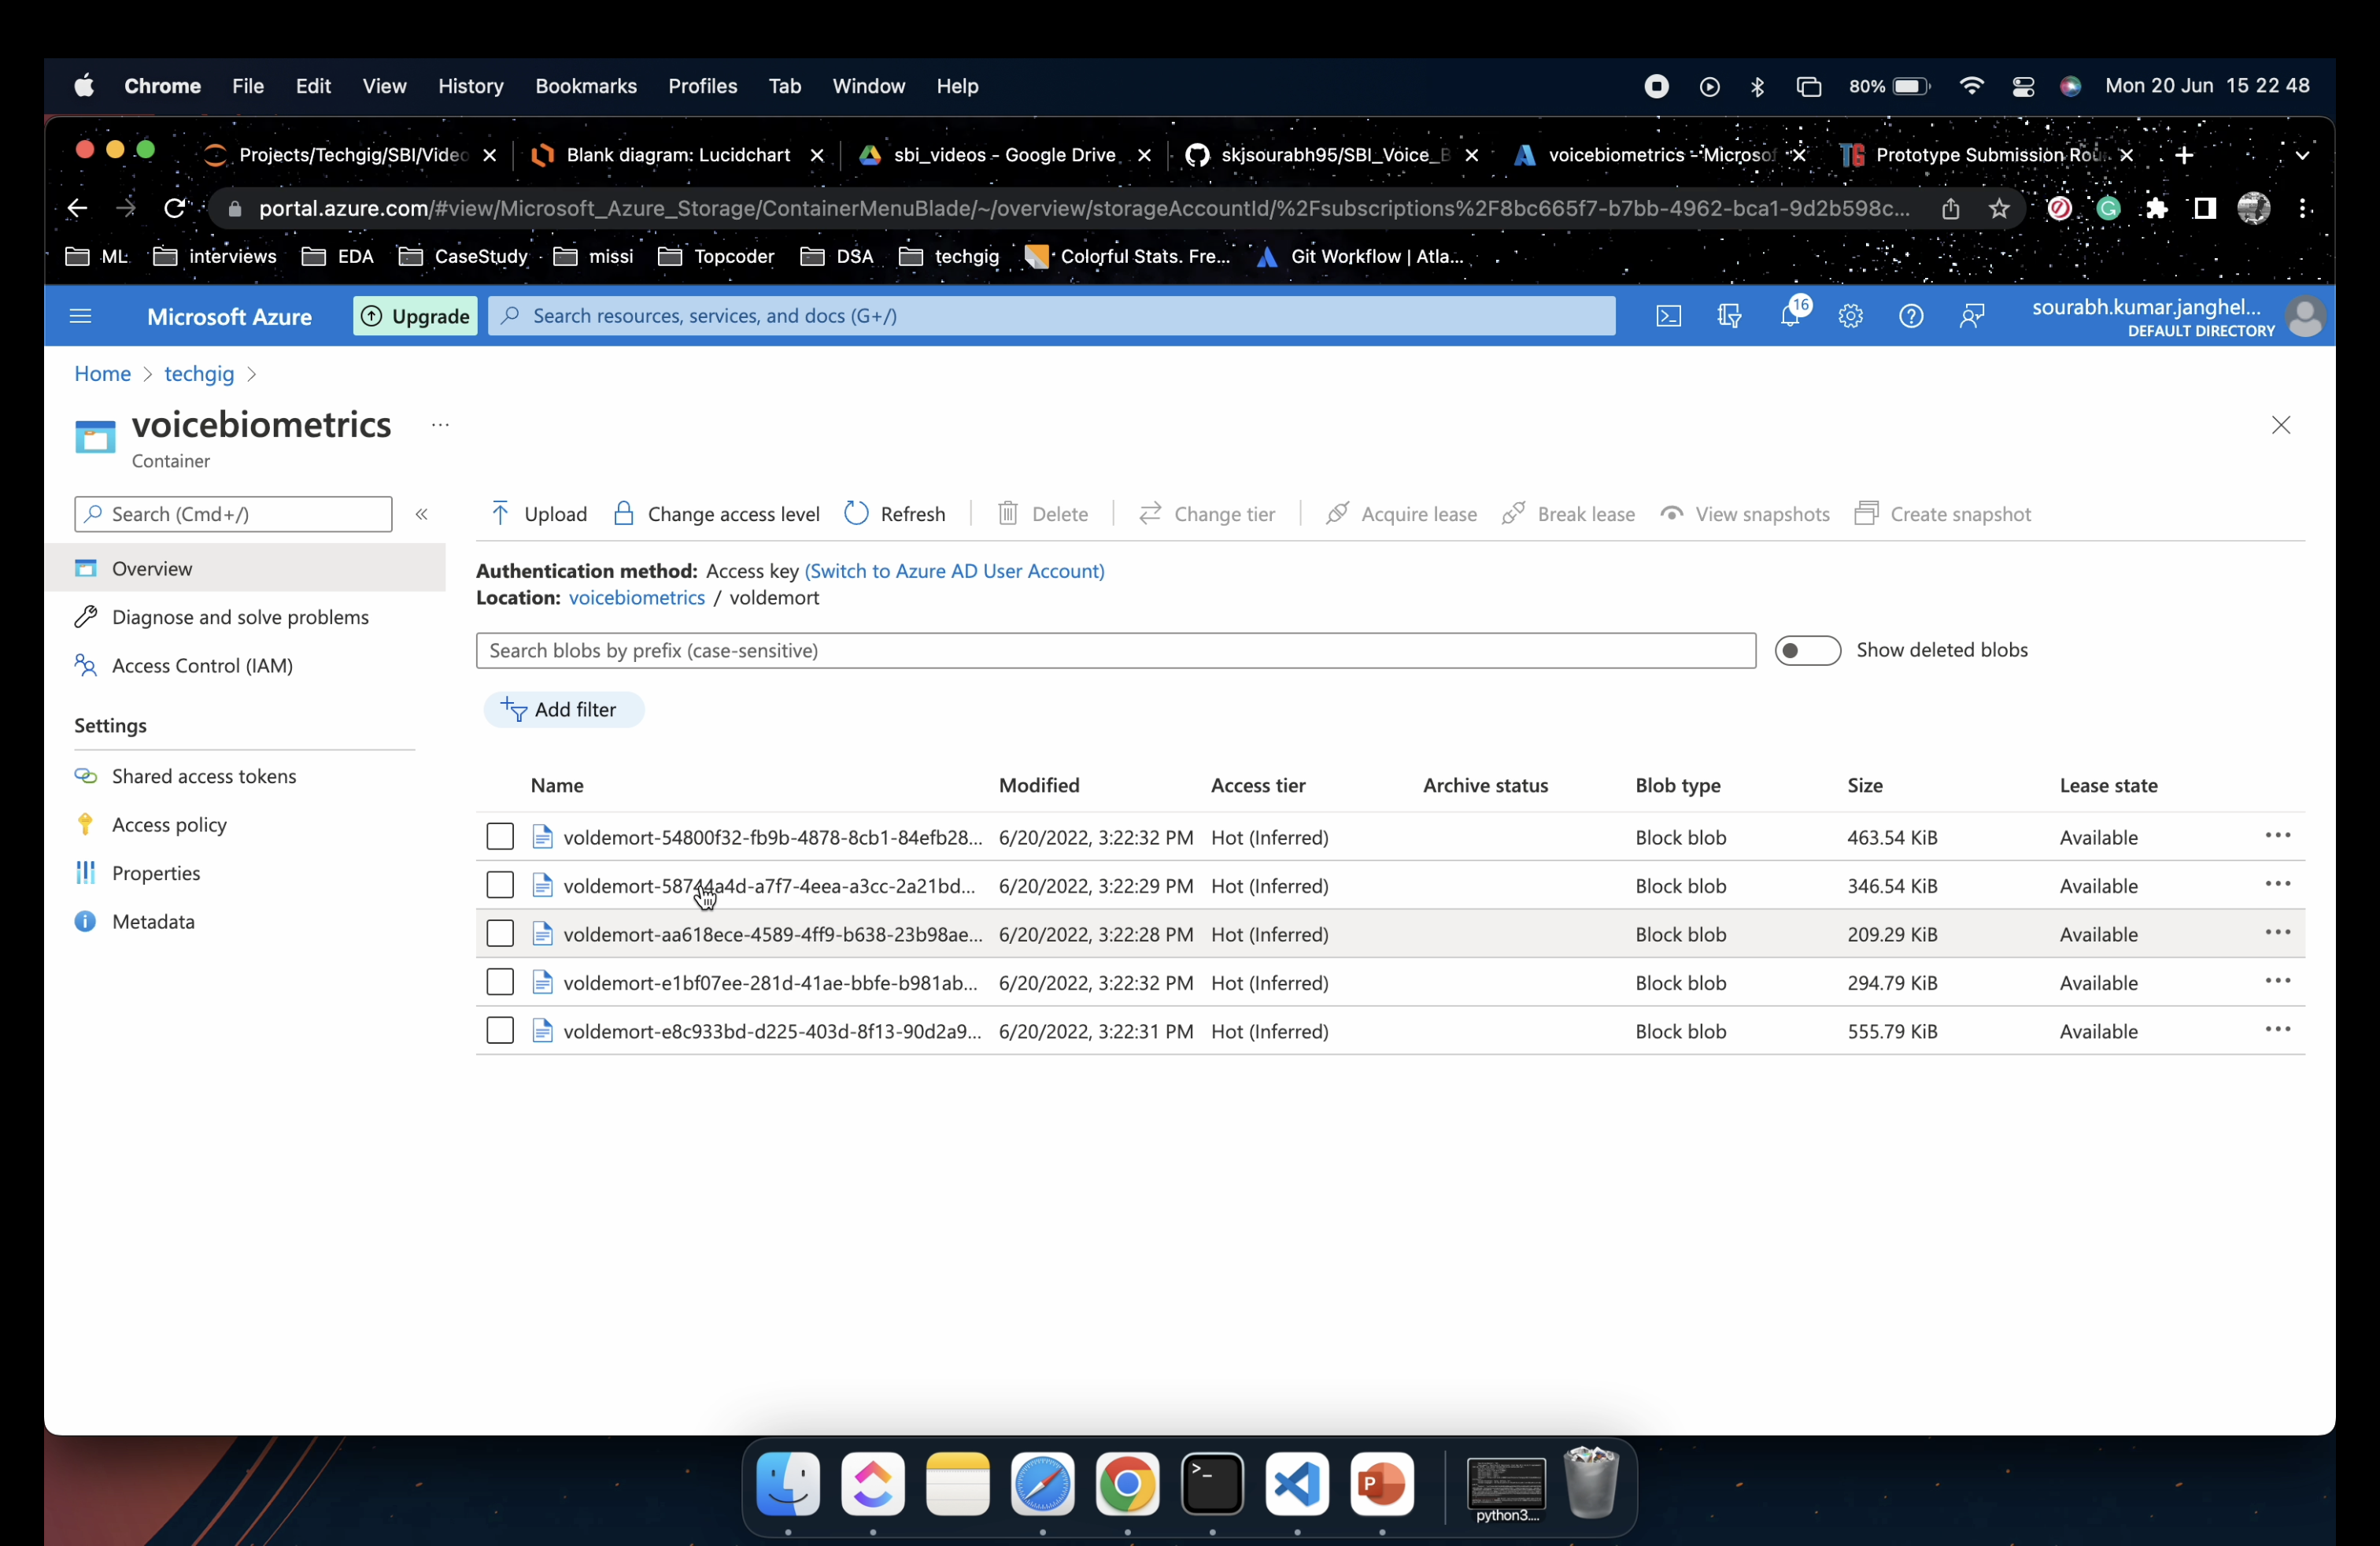 Chrome File Edit View History Bookmarks Profiles Tab Window Help 80% Mon 20 Jun 15 22 48
Projects/Techgig/SBI/Video Blank diagram: Lucidchart sbi_videos - Google Drive skjsourabh95/SBI_Voice_B voicebiometrics - Microsof Prototype Submission Rou
portal.azure.com/#view/Microsoft_Azure_Storage/ContainerMenuBlade/~/overview/storageAccountId/%2Fsubscriptions%2F8bc665f7-b7bb-4962-bca1-9d2b598c...
ML interviews EDA CaseStudy missi Topcoder DSA techgig Colorful Stats. Fre... Git Workflow | Atla...
Microsoft Azure Upgrade Search resources, services, and docs (G+/) 16 sourabh.kumar.janghel...
DEFAULT DIRECTORY
Home > techgig >
voicebiometrics ...
Container
Search (Cmd+/) « Upload Change access level Refresh Delete Change tier Acquire lease Break lease View snapshots Create snapshot
Overview
Diagnose and solve problems
Access Control (IAM)
Settings
Shared access tokens
Access policy
Properties
Metadata
Authentication method: Access key (Switch to Azure AD User Account)
Location: voicebiometrics / voldemort
Search blobs by prefix (case-sensitive) Show deleted blobs
Add filter
Name Modified Access tier Archive status Blob type Size Lease state
voldemort-54800f32-fb9b-4878-8cb1-84efb28... 6/20/2022, 3:22:32 PM Hot (Inferred) Block blob 463.54 KiB Available ...
voldemort-58744a4d-a7f7-4eea-a3cc-2a21bd... 6/20/2022, 3:22:29 PM Hot (Inferred) Block blob 346.54 KiB Available ...
voldemort-aa618ece-4589-4ff9-b638-23b98ae... 6/20/2022, 3:22:28 PM Hot (Inferred) Block blob 209.29 KiB Available ...
voldemort-e1bf07ee-281d-41ae-bbfe-b981ab... 6/20/2022, 3:22:32 PM Hot (Inferred) Block blob 294.79 KiB Available ...
voldemort-e8c933bd-d225-403d-8f13-90d2a9... 6/20/2022, 3:22:31 PM Hot (Inferred) Block blob 555.79 KiB Available ...
python3....